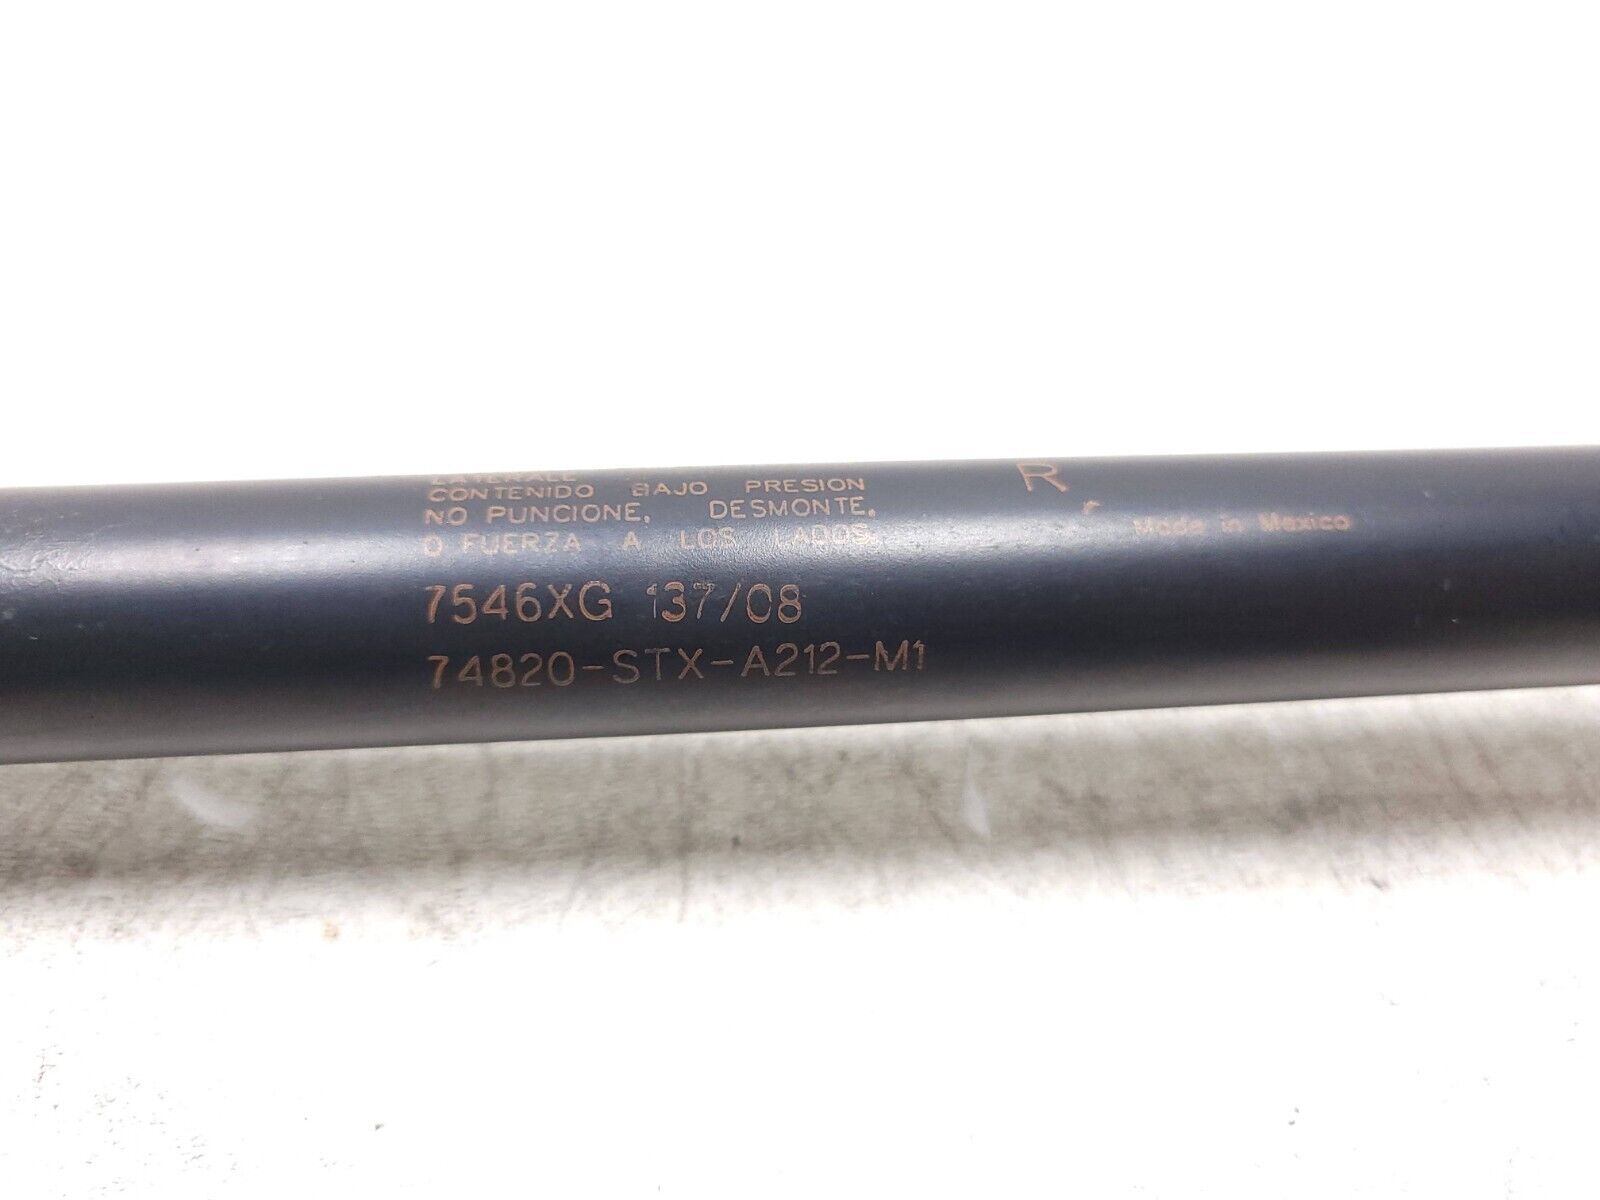 LATERALE
CONTENIDO BAJO PRESION
NO PUNCIONE, DESMONTE,
O FUERZA A LOS LADOS.
7546XG 137/08
74820-STX-A212-M1
R
Made in Mexico